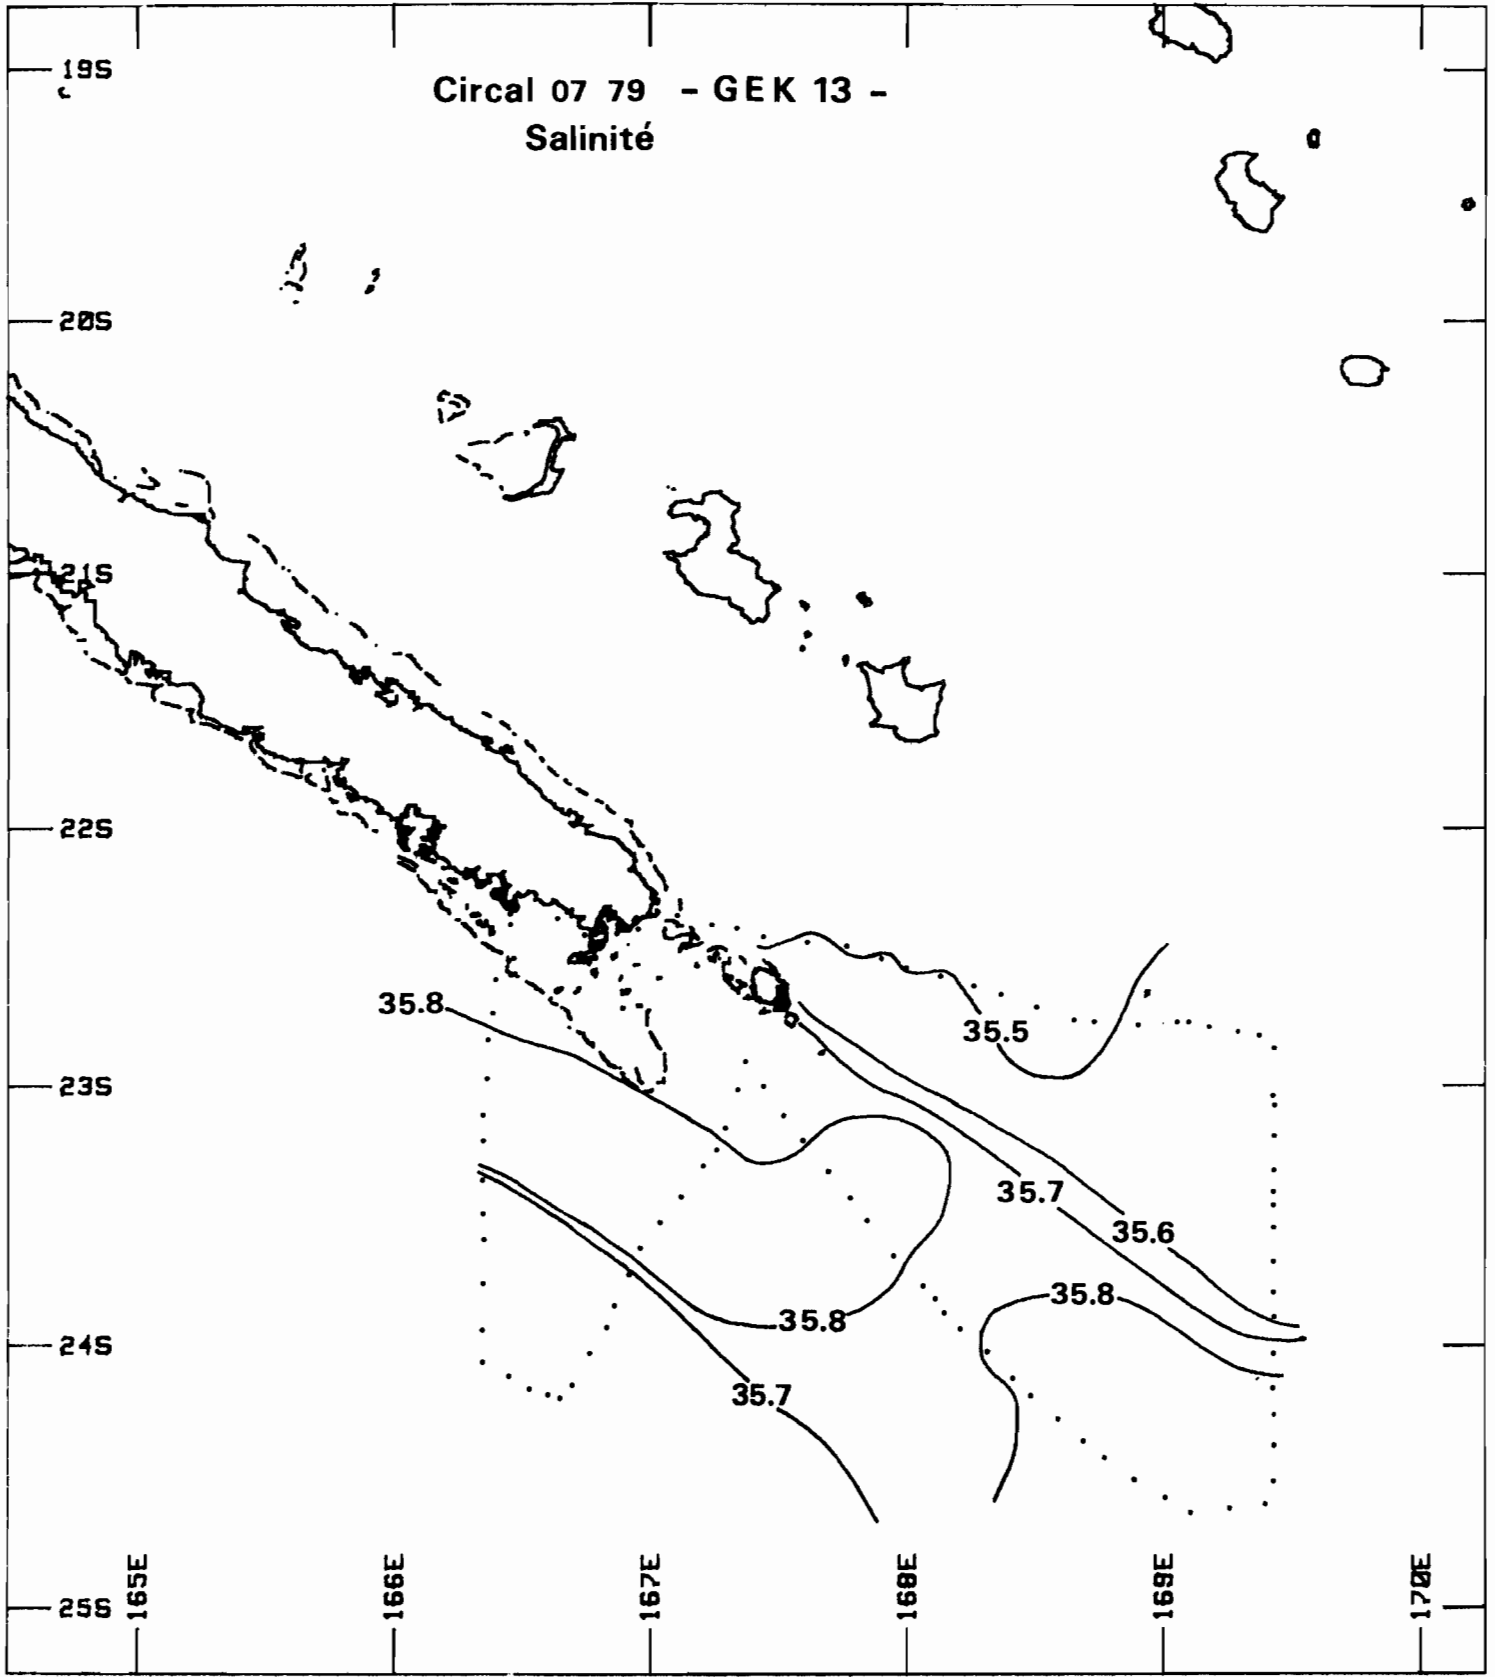 19S
Circal 07 79 - GEK 13 -
Salinité
20S
21S
22S
35.8
35.5
23S
35.7
35.6
35.8
35.8
24S
35.7
25S
165E
166E
167E
168E
169E
170E